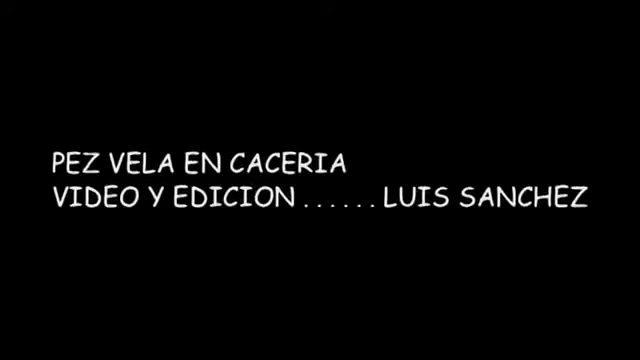 PEZ VELA EN CACERIA
VIDEO Y EDICION . . . . . . LUIS SANCHEZ